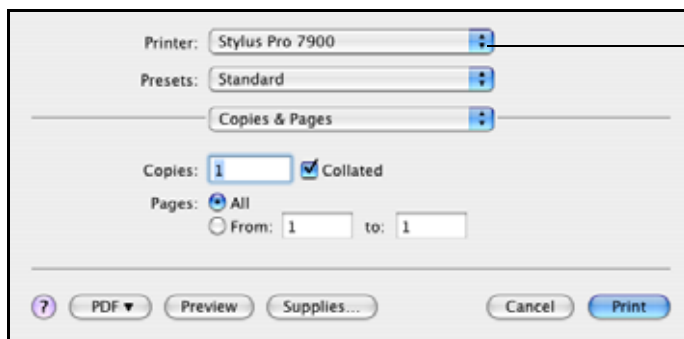 Printer: Stylus Pro 7900
Presets: Standard
Copies & Pages
Copies: 1 Collated
Pages: All
From: 1 to: 1
? PDF ▼ Preview Supplies... Cancel Print